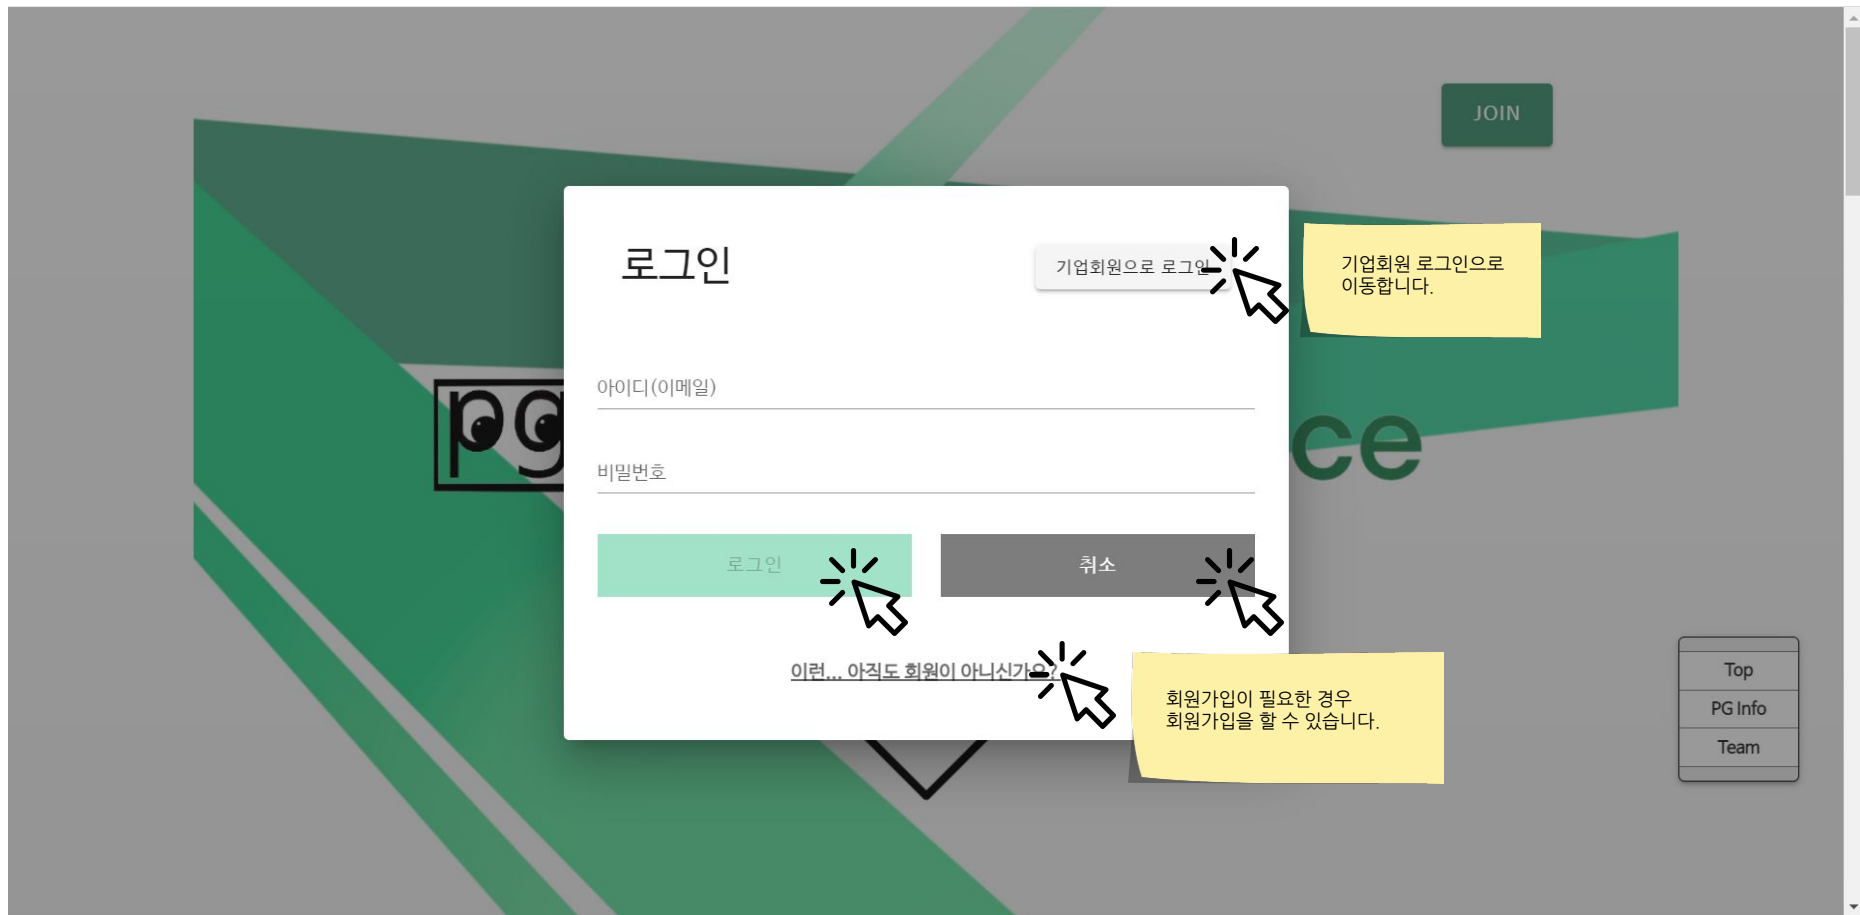 JOIN
로그인
기업회원으로 로그인
기업회원 로그인으로
이동합니다.
아이디(이메일)
pg
ce
비밀번호
로그인
취소
이런... 아직도 회원이 아니신가요?
회원가입이 필요한 경우
회원가입을 할 수 있습니다.
Top
PG Info
Team